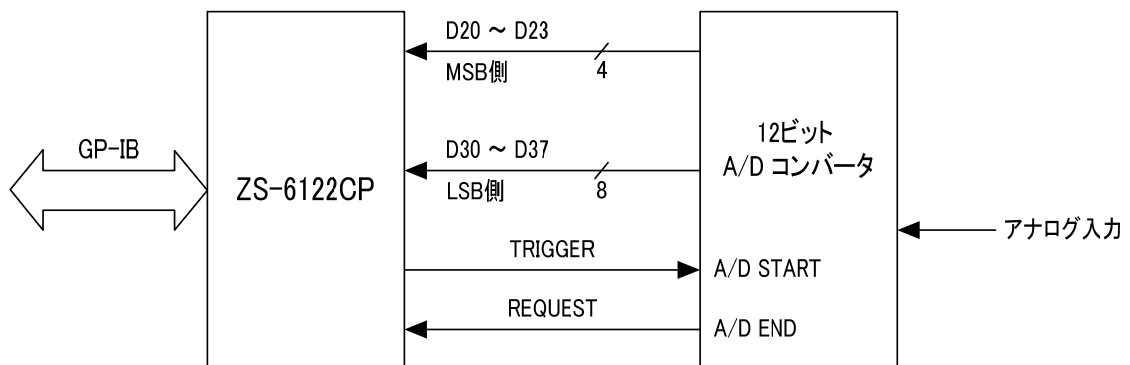 D20 ～ D23
MSB側
4
GP-IB
ZS-6122CP
D30 ～ D37
LSB側
8
12ビット
A/D コンバータ
アナログ入力
TRIGGER
A/D START
REQUEST
A/D END